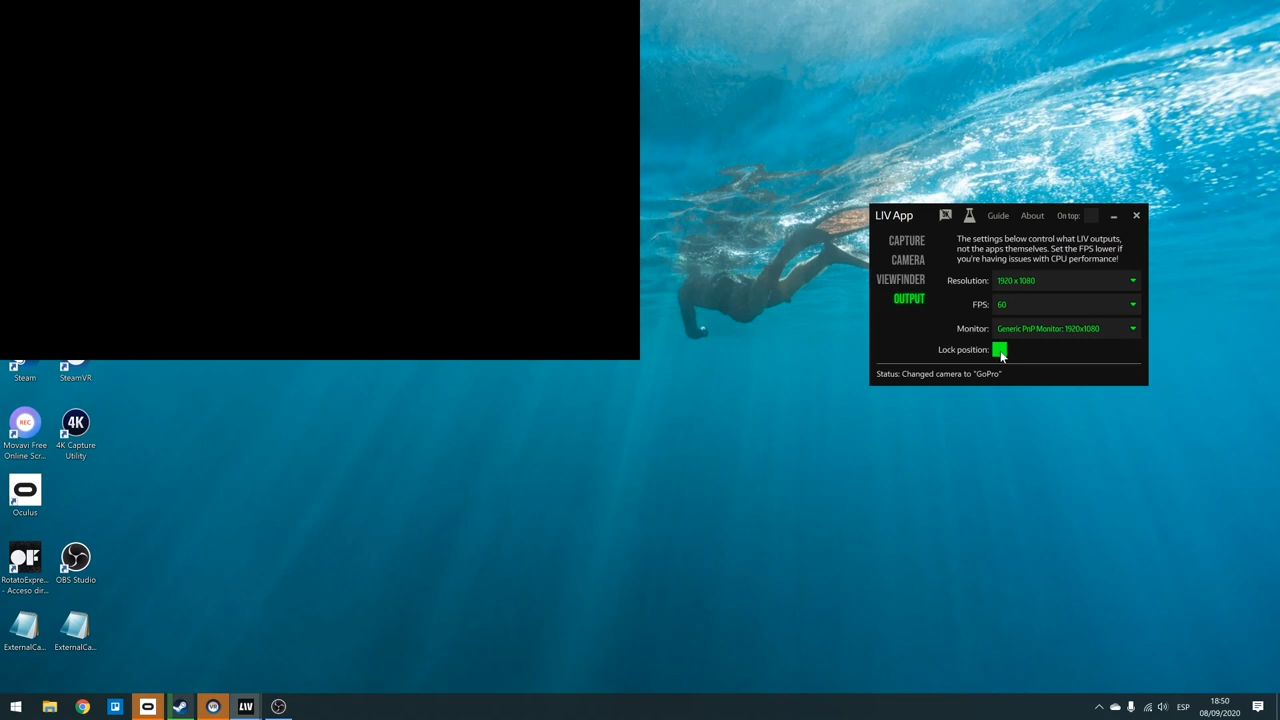 LIV App
Guide
About
On top:
CAPTURE
CAMERA
VIEWFINDER
OUTPUT
The settings below control what LIV outputs,
not the apps themselves. Set the FPS lower if
you're having issues with CPU performance!
Resolution: 1920 x 1080
FPS: 60
Monitor: Generic PnP Monitor: 1920x1080
Lock position:
Status: Changed camera to "GoPro"
Steam
SteamVR
REC
4K
Movavi Free
Online Scr...
4K Capture
Utility
Oculus
RotatoExpre...
- Acceso dir...
OBS Studio
ExternalCa...
ExternalCa...
VR
LIV
ESP
18:50
08/09/2020